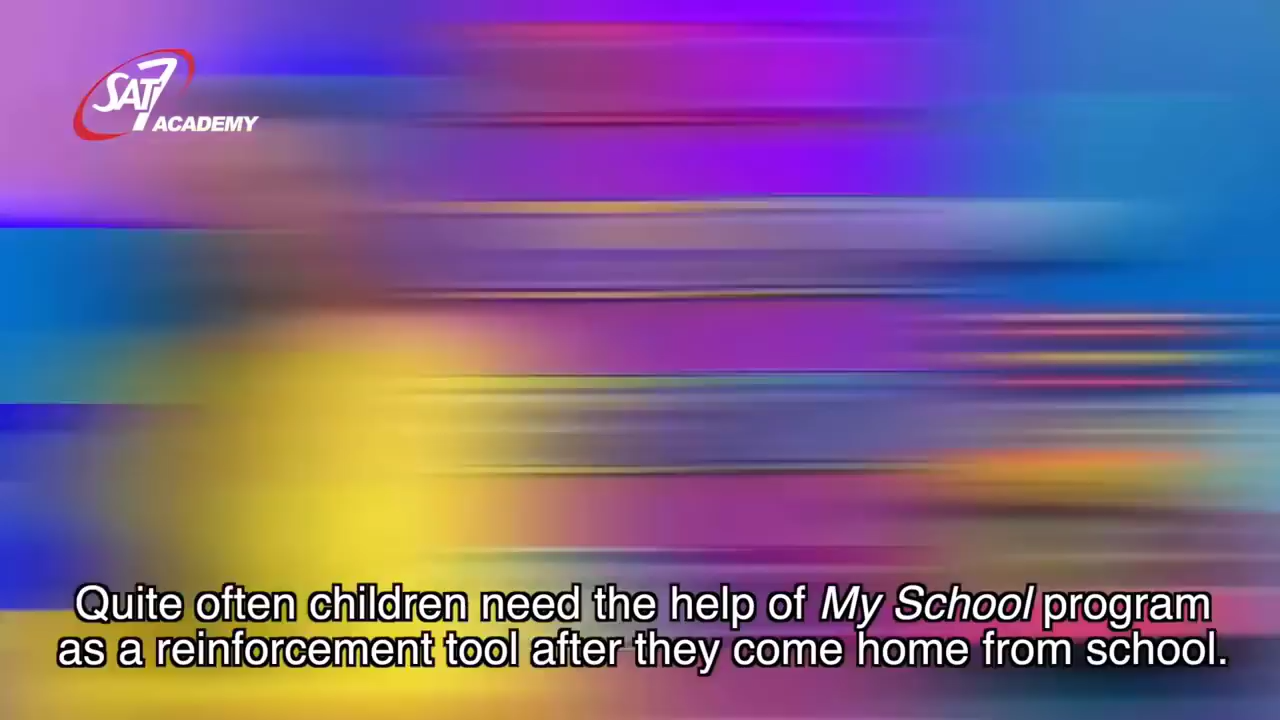 SAT7
ACADEMY
Quite often children need the help of My School program
as a reinforcement tool after they come home from school.